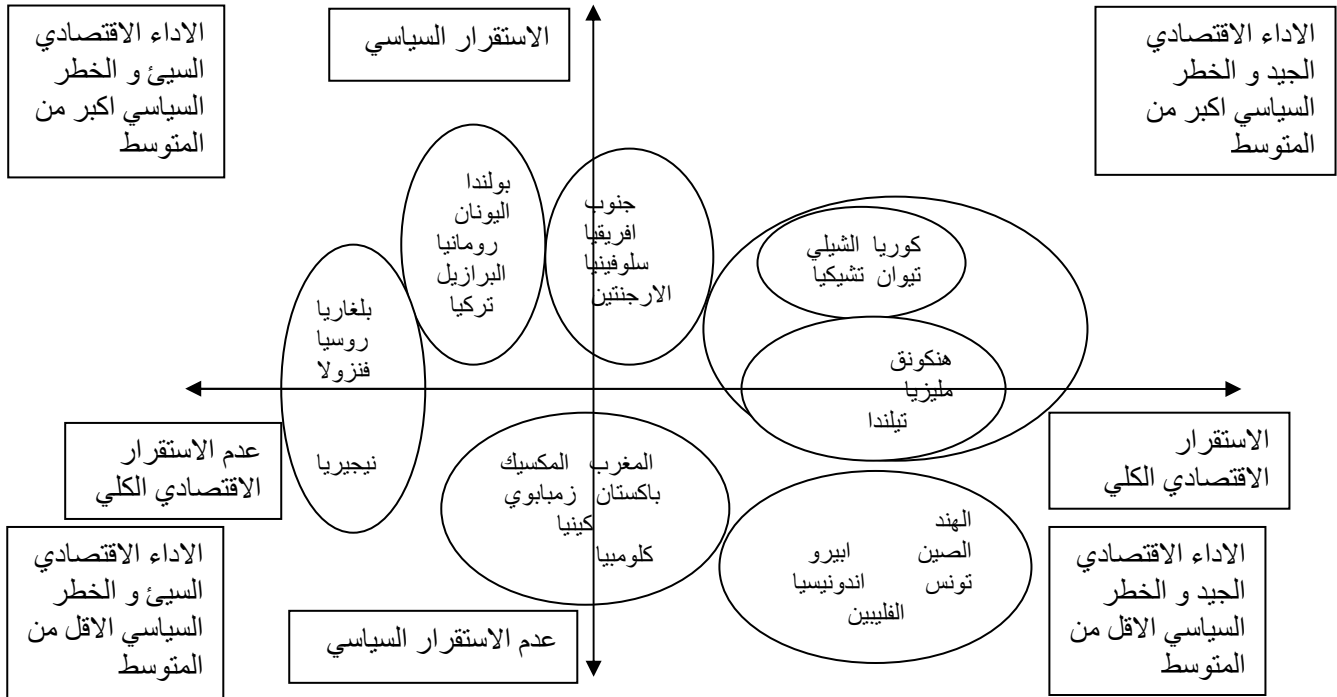 الاداء الاقتصادي
السيئ و الخطر
السياسي اكبر من
المتوسط
الاستقرار السياسي
الاداء الاقتصادي
الجيد و الخطر
السياسي اكبر من
المتوسط
بولندا
اليونان
رومانيا
البرازيل
تركيا
جنوب
افريقيا
سلوفينيا
الارجنتين
كوريا الشيلي
تيوان تشيكيا
بلغاريا
روسيا
فنزولا
نيجيريا
هنكونق
مليزيا
تيلندا
عدم الاستقرار
الاقتصادي الكلي
الاستقرار
الاقتصادي الكلي
المغرب المكسيك
باكستان زمبابوي
كينيا
كلومبيا
الهند
الصين ابيرو
تونس اندونيسيا
الفليبين
الاداء الاقتصادي
السيئ و الخطر
السياسي الاقل من
المتوسط
عدم الاستقرار السياسي
الاداء الاقتصادي
الجيد و الخطر
السياسي الاقل من
المتوسط